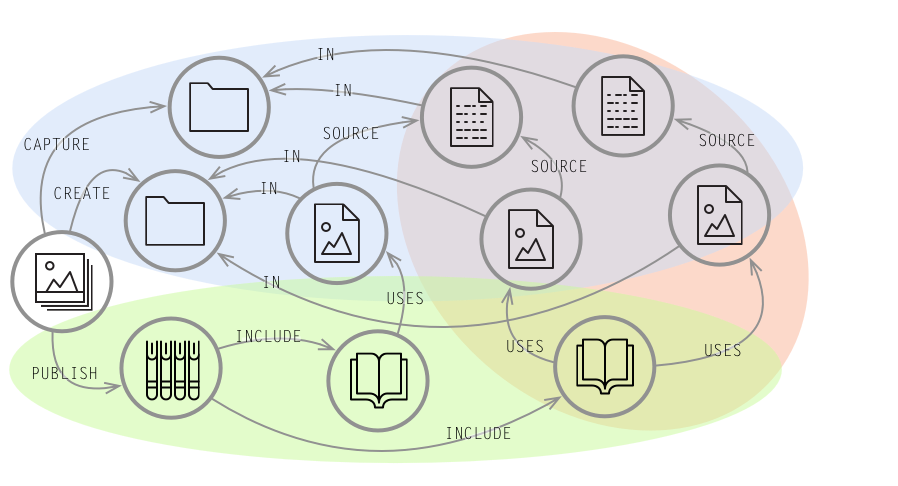 IN
IN
SOURCE
CAPTURE
SOURCE
IN
SOURCE
CREATE
IN
IN
USES
INCLUDE
USES
USES
PUBLISH
INCLUDE